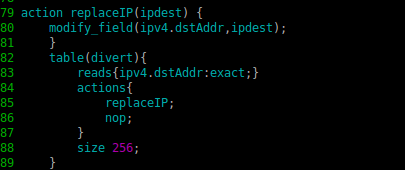 79 action replaceIP(ipdest) {
80     modify_field(ipv4.dstAddr,ipdest);
81     }
82     table(divert){
83         reads{ipv4.dstAddr:exact;}
84         actions{
85             replaceIP;
86             nop;
87         }
88         size 256;
89     }